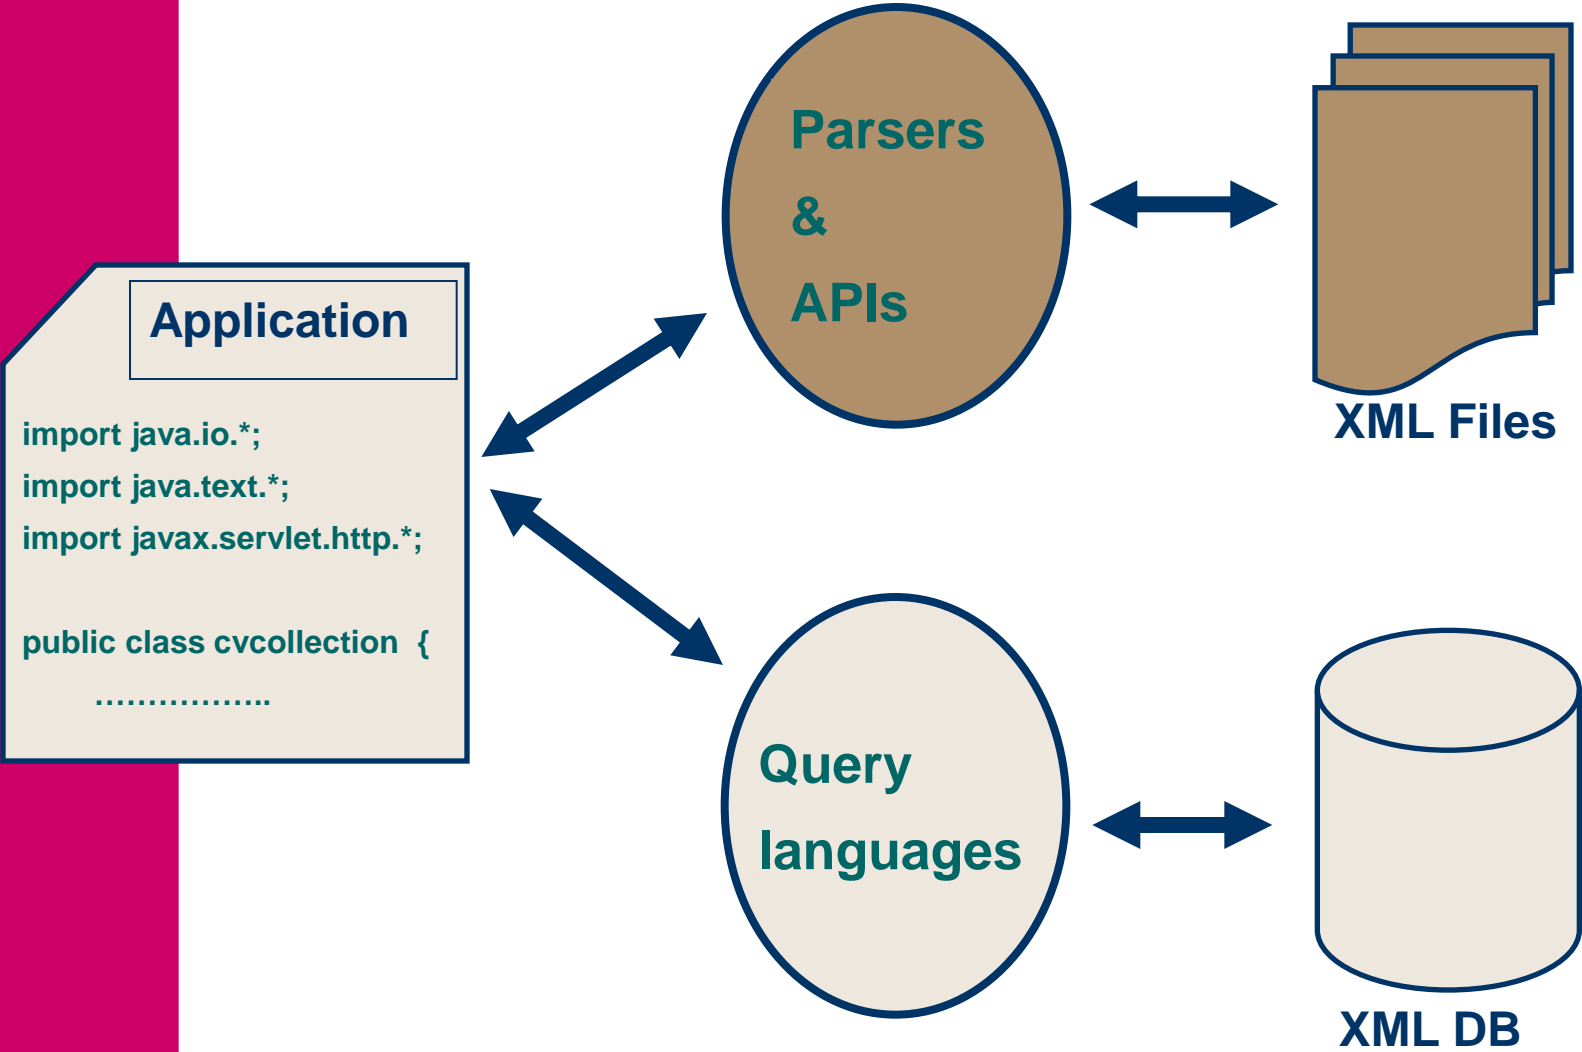 Application
import java.io.*;
import java.text.*;
import javax.servlet.http.*;
public class cvcollection  {
……………..
Parsers
&
APIs
XML Files
Query
languages
XML DB